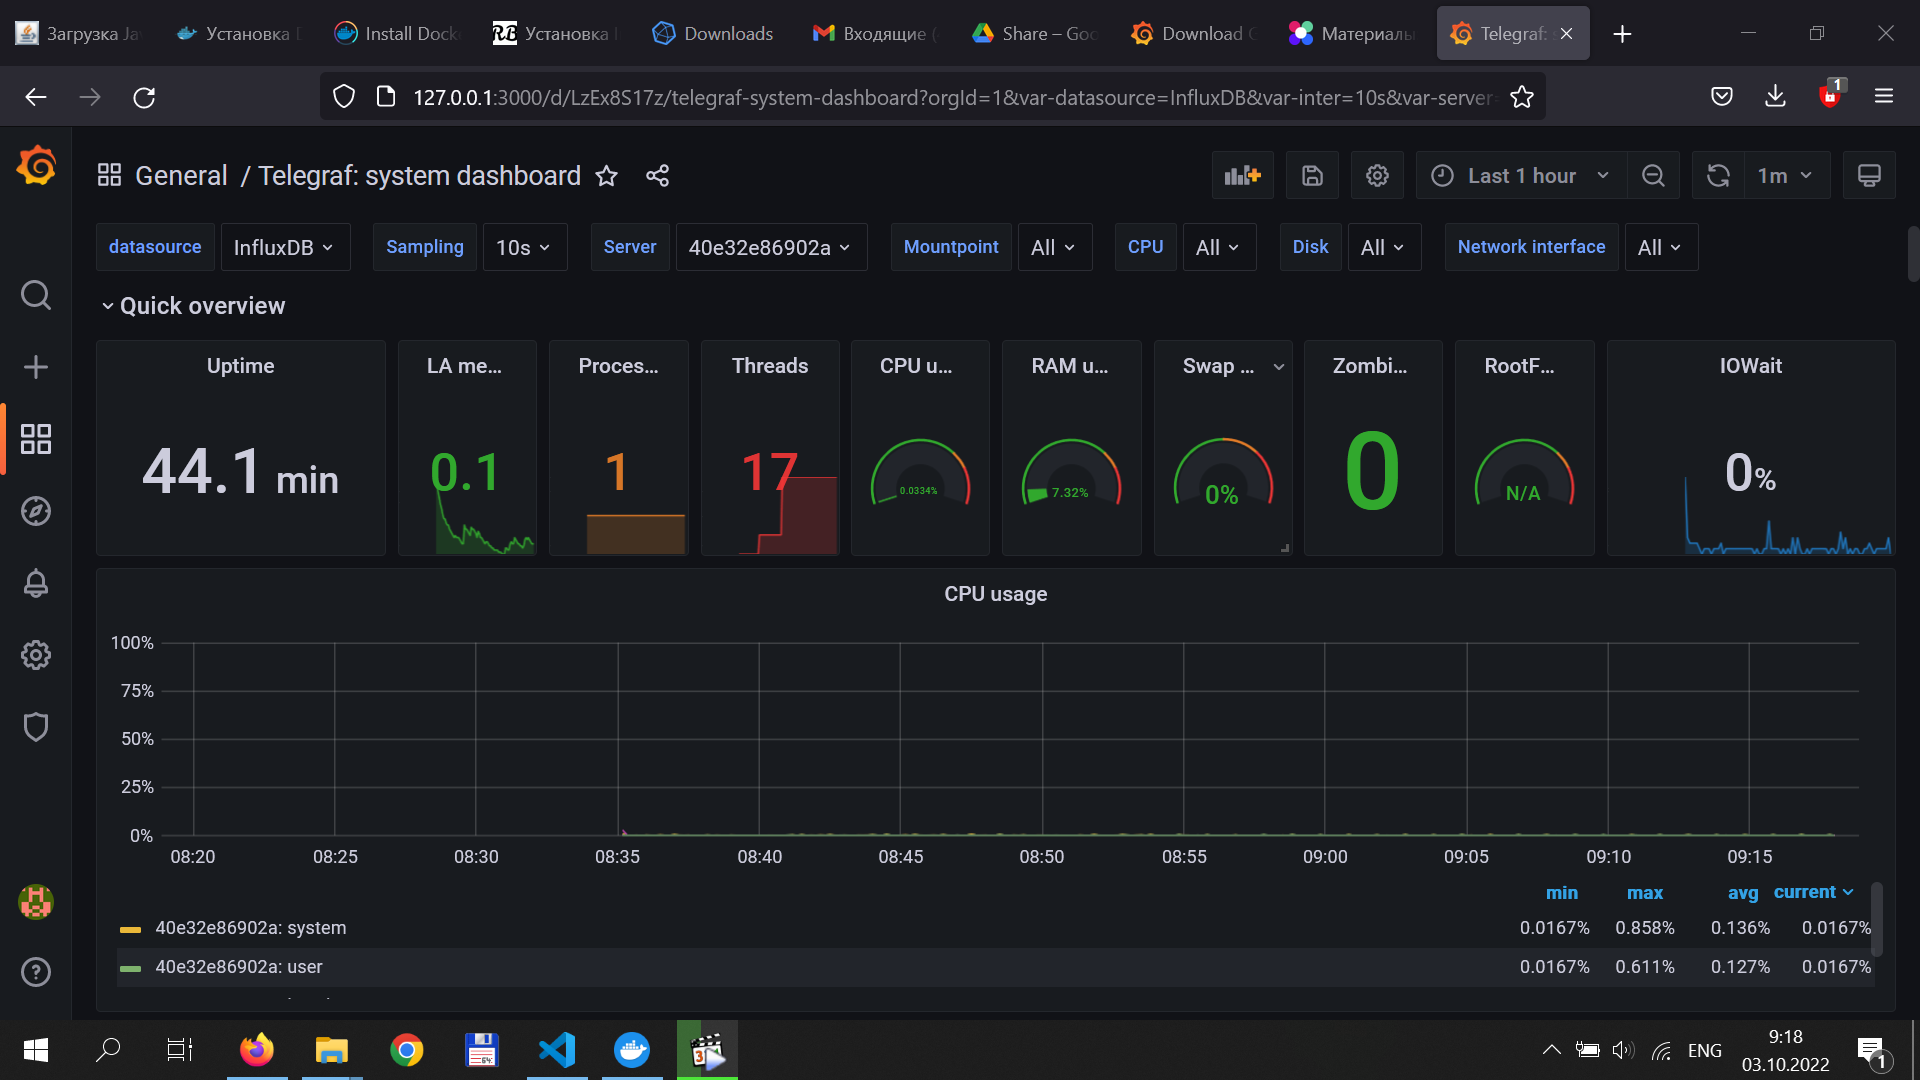 Загрузка Ja
Установка D
Install Dock
Установка
Downloads
Входящие (
Share – Goo
Download G
Материалы
Telegraf:
127.0.0.1:3000/d/LzEx8S17z/telegraf-system-dashboard?orgId=1&var-datasource=InfluxDB&var-inter=10s&var-server=
1
General / Telegraf: system dashboard
Last 1 hour
1m
datasource InfluxDB
Sampling 10s
Server 40e32e86902a
Mountpoint All
CPU All
Disk All
Network interface All
Quick overview
Uptime
44.1 min
LA me...
0.1
Proces...
1
Threads
17
CPU u...
0.0334%
RAM u...
7.32%
Swap ...
0%
Zombi...
0
RootF...
N/A
IOWait
0%
CPU usage
100%
75%
50%
25%
0%
08:20 08:25 08:30 08:35 08:40 08:45 08:50 08:55 09:00 09:05 09:10 09:15
min max avg current
40e32e86902a: system 0.0167% 0.858% 0.136% 0.0167%
40e32e86902a: user 0.0167% 0.611% 0.127% 0.0167%
64
3
ENG
9:18
03.10.2022
1